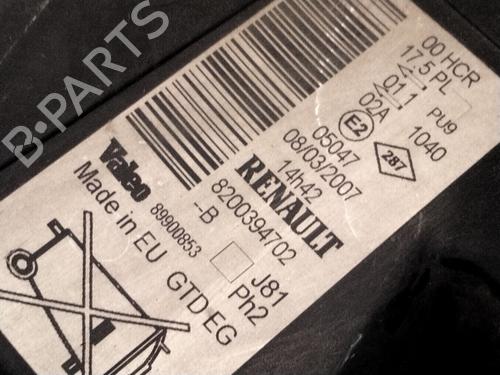 B-PARTS
00 HCR
17.5 PL
01.1 PU9
02A 1040
E2 287
05047
08/03/2007
14h42
RENAULT
8200394702
-B
J81
Ph2
Valeo
89900853
Made in EU GTD EG